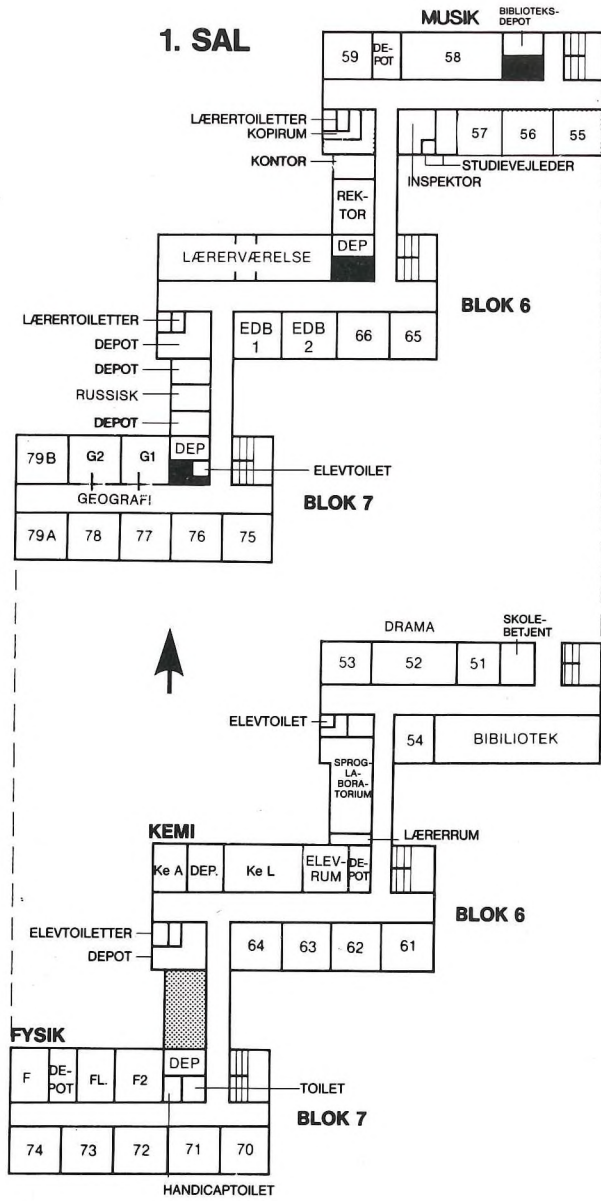 1. SAL
MUSIK
BIBLIOTEKS-
DEPOT
59
DE-
POT
58
LÆRERTOILETTER
KOPIRUM
57
56
55
STUDIEVEJLEDER
INSPEKTOR
KONTOR
REK-
TOR
LÆRERVÆRELSE
DEP
BLOK 6
LÆRERTOILETTER
DEPOT
EDB
1
EDB
2
66
65
DEPOT
RUSSISK
DEPOT
79B
G2
G1
DEP
ELEVTOILET
GEOGRAFI
BLOK 7
79A
78
77
76
75
DRAMA
SKOLE-
BETJENT
53
52
51
ELEVTOILET
54
BIBILIOTEK
SPROG-
LA-
BORA-
TORIUM
LÆRERRUM
KEMI
Ke A
DEP.
Ke L
ELEV-
RUM
DE-
POT
BLOK 6
ELEVTOILETTER
DEPOT
64
63
62
61
FYSIK
F
DE-
POT
FL.
F2
DEP
TOILET
BLOK 7
74
73
72
71
70
HANDICAPTOILET